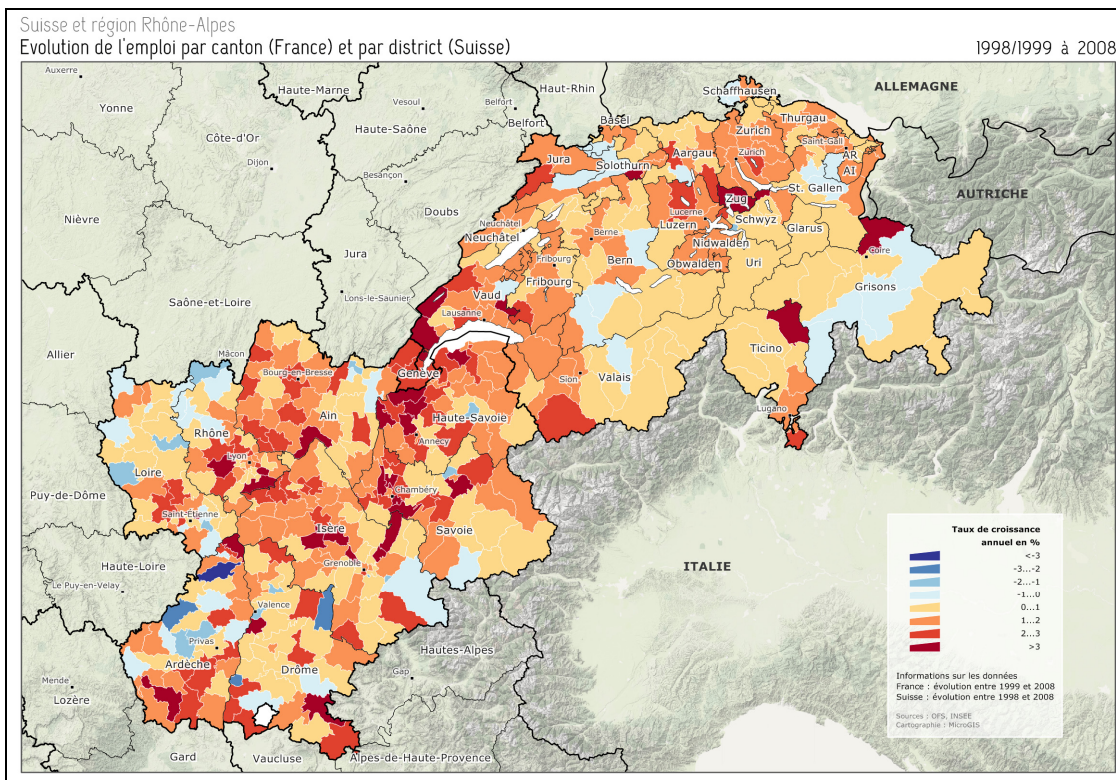 Suisse et région Rhône-Alpes
Evolution de l'emploi par canton (France) et par district (Suisse)
1998/1999 à 2008
Auxerre
Yonne
Haute-Marne
Vesoul
Haute-Saône
Belfort
Belfort
Haut-Rhin
Schaffhausen
ALLEMAGNE
Côte-d'Or
Dijon
Besançon
Doubs
Nièvre
Jura
Lons-le-Saunier
Saône-et-Loire
Allier
Mâcon
Basel
Jura
Solothurn
Aargau
Zurich
Zurich
Thurgau
Saint-Gall
AR
AI
St. Gallen
AUTRICHE
Zug
Lucerne
Luzern
Schwyz
Glarus
Nidwalden
Obwalden
Uri
Neuchâtel
Neuchâtel
Berne
Bern
Fribourg
Fribourg
Coire
Grisons
Vaud
Lausanne
Genève
Sion
Valais
Ticino
Lugano
Bourg-en-Bresse
Ain
Haute-Savoie
Annecy
Rhône
Lyon
Loire
Puy-de-Dôme
Saint-Étienne
Chambéry
Isère
Savoie
Grenoble
Haute-Loire
Le Puy-en-Velay
ITALIE
Valence
Privas
Ardèche
Drôme
Hautes-Alpes
Gap
Mende
Lozère
Gard
Vaucluse
Alpes-de-Haute-Provence
Taux de croissance
annuel en %
<-3
-3...-2
-2...-1
-1...0
0...1
1...2
2...3
>3
Informations sur les données
France : évolution entre 1999 et 2008
Suisse : évolution entre 1998 et 2008
Sources : OFS, INSEE
Cartographie : MicroGIS